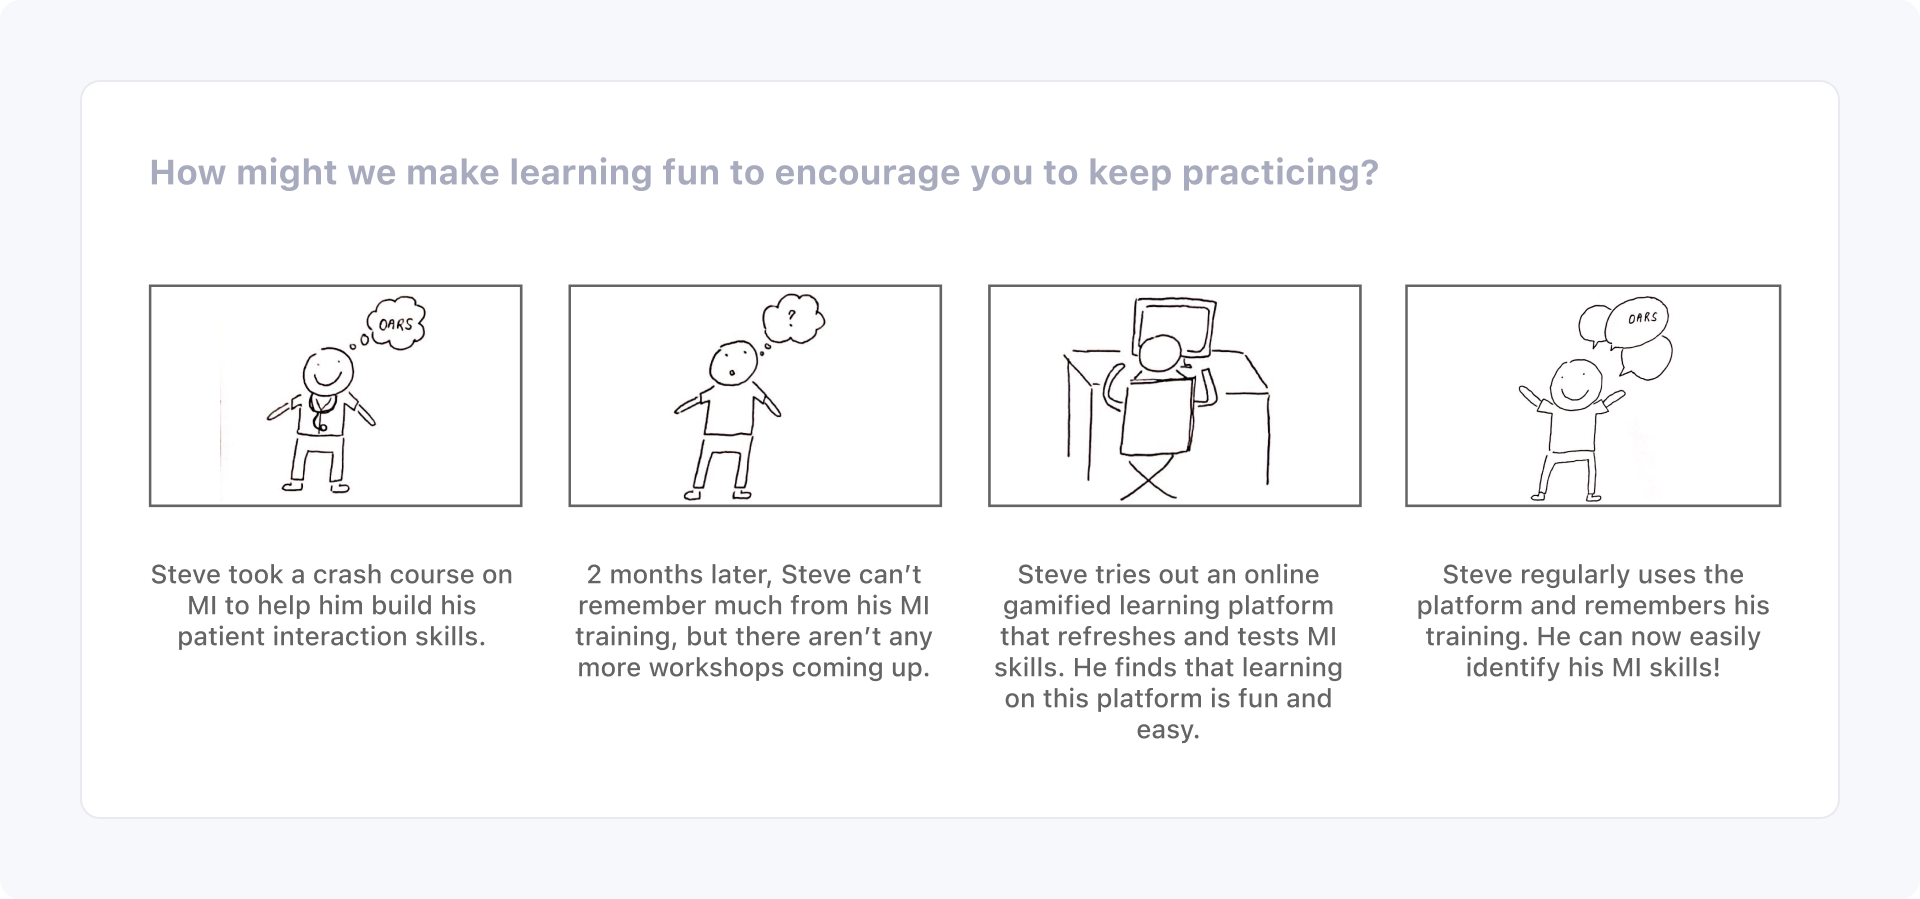 How might we make learning fun to encourage you to keep practicing?
OARS
?
OARS
Steve took a crash course on
MI to help him build his
patient interaction skills.
2 months later, Steve can’t
remember much from his MI
training, but there aren’t any
more workshops coming up.
Steve tries out an online
gamified learning platform
that refreshes and tests MI
skills. He finds that learning
on this platform is fun and
easy.
Steve regularly uses the
platform and remembers his
training. He can now easily
identify his MI skills!